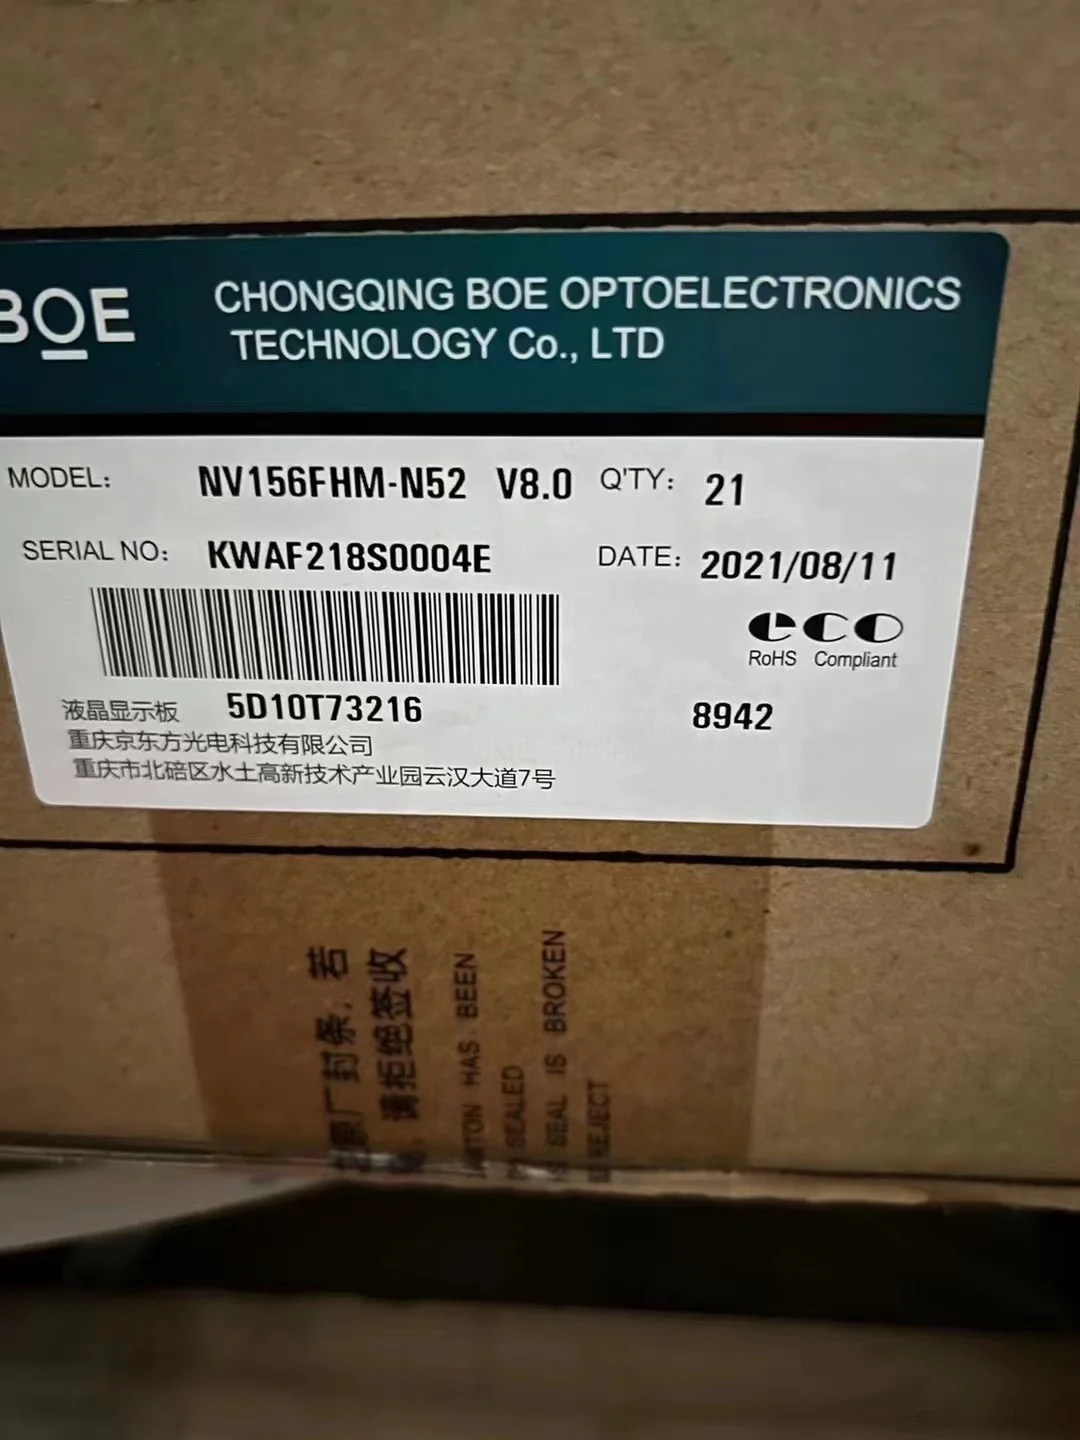 BOE
CHONGQING BOE OPTOELECTRONICS
TECHNOLOGY Co., LTD
MODEL: NV156FHM-N52 V8.0 Q'TY: 21
SERIAL NO: KWAF218S0004E DATE: 2021/08/11
eco
RoHS Compliant
液晶显示板 5D10T73216 8942
重庆京东方光电科技有限公司
重庆市北碚区水土高新技术产业园云汉大道7号
原厂封条,若
请拒绝签收
HAS BEEN
SEALED
SEAL IS BROKEN
REJECT